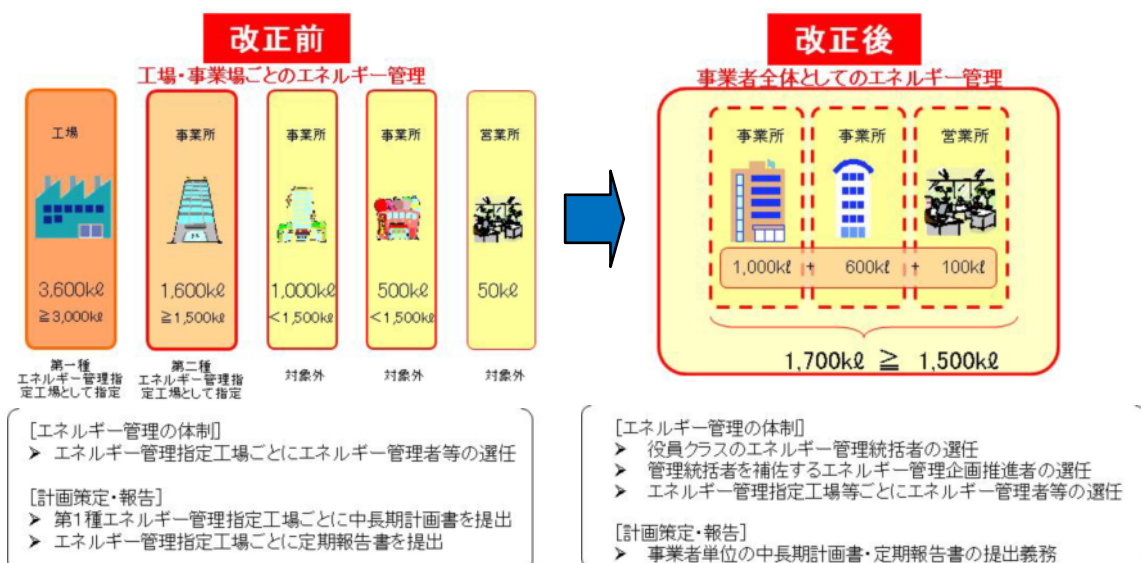 改正前
工場・事業場ごとのエネルギー管理
工場
事業所
事業所
事業所
営業所
3,600kℓ
1,600kℓ
1,000kℓ
500kℓ
50kℓ
≧3,000kℓ
≧1,500kℓ
<1,500kℓ
<1,500kℓ
第一種
エネルギー管理指
定工場として指定
第二種
エネルギー管理指
定工場として指定
対象外
対象外
対象外
[エネルギー管理の体制]
➤ エネルギー管理指定工場ごとにエネルギー管理者等の選任
[計画策定・報告]
➤ 第1種エネルギー管理指定工場ごとに中長期計画書を提出
➤ エネルギー管理指定工場ごとに定期報告書を提出
改正後
事業者全体としてのエネルギー管理
事業所
事業所
営業所
1,000kℓ + 600kℓ + 100kℓ
1,700kℓ ≧ 1,500kℓ
[エネルギー管理の体制]
➤ 役員クラスのエネルギー管理統括者の選任
➤ 管理統括者を補佐するエネルギー管理企画推進者の選任
➤ エネルギー管理指定工場等ごとにエネルギー管理者等の選任
[計画策定・報告]
➤ 事業者単位の中長期計画書・定期報告書の提出義務